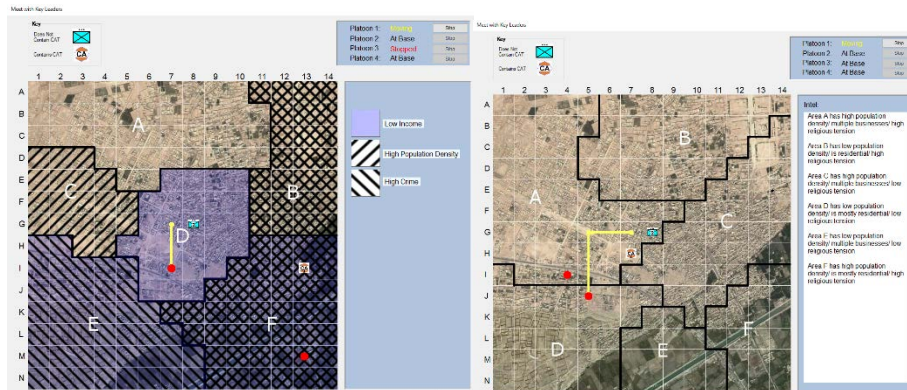 Meet with Key Leaders
Key
Does Not
Contain CAT
Contains CAT
CA
Platoon 1: Moving Stop
Platoon 2: At Base Stop
Platoon 3 Stopped Stop
Platoon 4: At Base Stop
1 2 3 4 5 6 7 8 9 10 11 12 13 14
A
B
C
D
E
F
G
H
I
J
K
L
M
N
A
B
C
D
E
F
CA
Low Income
High Population Density
High Crime
Meet with Key Leaders
Key
Does Not
Contain CAT
Contains CAT
CA
Platoon 1: Moving Stop
Platoon 2: At Base Stop
Platoon 3: At Base Stop
Platoon 4: At Base Stop
1 2 3 4 5 6 7 8 9 10 11 12 13 14
A
B
C
D
E
F
G
H
I
J
K
L
M
N
A
B
C
D
E
F
CA
Intel
Area A has high population
density/ multiple businesses/ high
religious tension
Area B has low population
density/ is residential/ high
religious tension
Area C has high population
density/ multiple businesses/ low
religious tension
Area D has low population
density/ is mostly residential/ low
religious tension
Area E has low population
density/ multiple businesses/ low
religious tension
Area F has high population
density/ is mostly residential/ high
religious tension